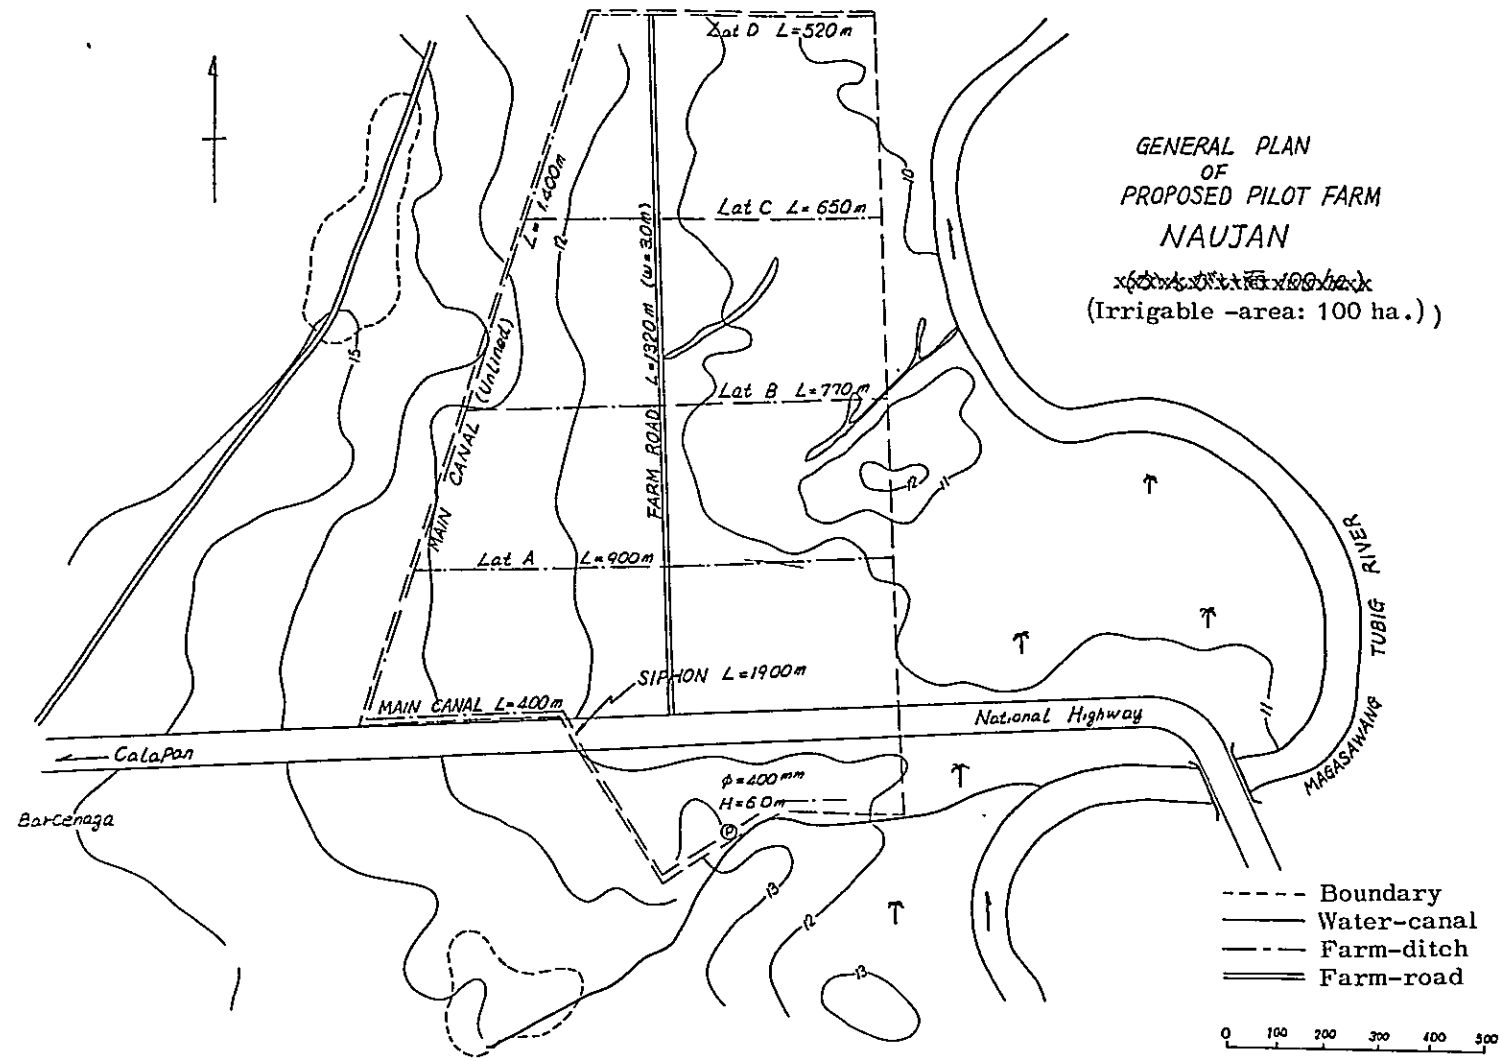 Lat D L=520m
GENERAL PLAN
OF
PROPOSED PILOT FARM
NAUJAN
(Irrigable -area: 100 ha.) )
10
L=1.400m
12
Lat C L=650m
FARM ROAD L=1320m (w=3.0m)
15
MAIN CANAL (Unlined)
Lat B L=770m
12
11
Lat A L=900m
MAGASAWANG TUBIG RIVER
SIPHON L=1900m
MAIN CANAL L=400m
11
National Highway
Calapan
φ=400mm
H=6.0m
Barcenaga
P
13
12
13
Boundary
Water-canal
Farm-ditch
Farm-road
0 100 200 300 400 500